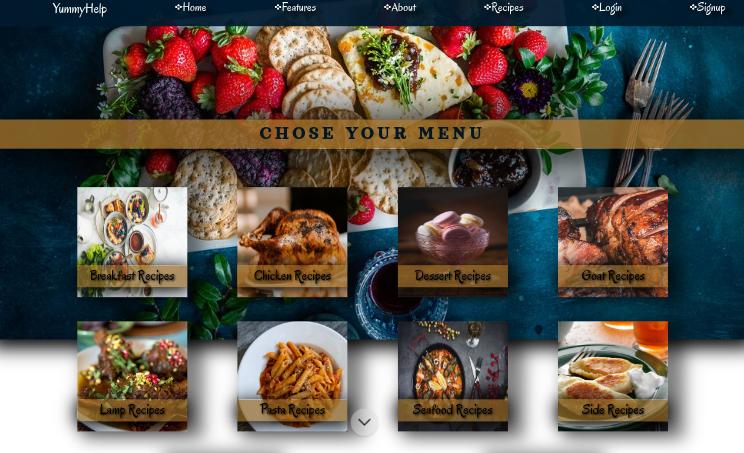 YummyHelp ❖Home ❖Features ❖About ❖Recipes ❖Login ❖Signup
CHOSE YOUR MENU
Breakfast Recipes Chicken Recipes Dessert Recipes Goat Recipes
Lamp Recipes Pasta Recipes Seafood Recipes Side Recipes